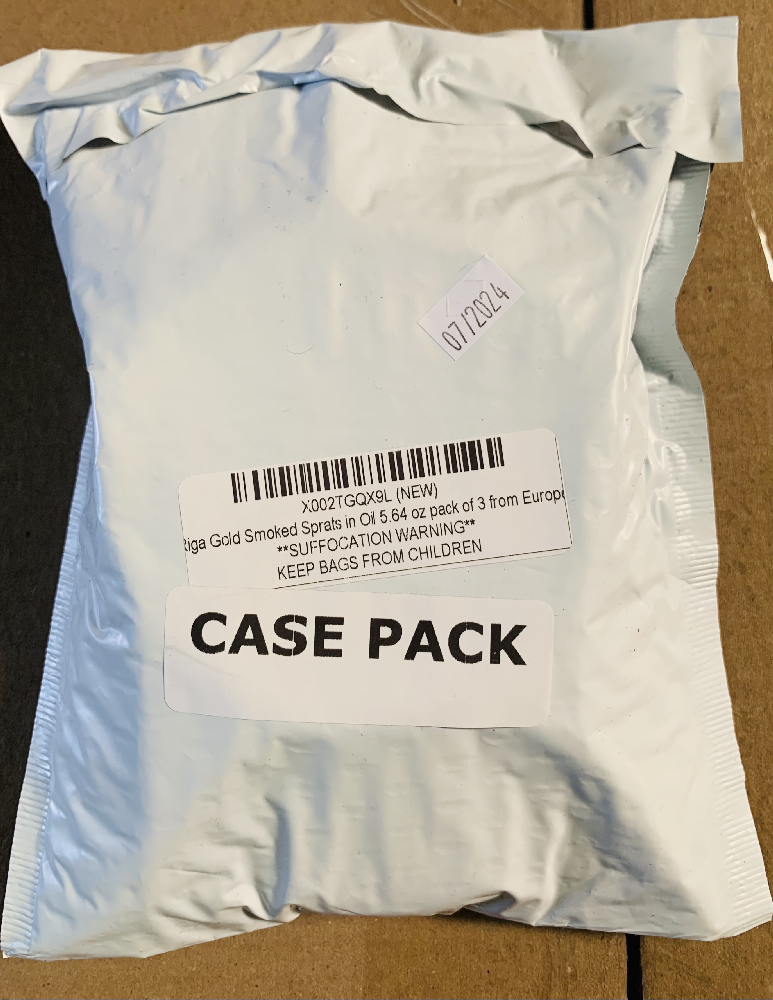 07/2024
X002TGQX9L (NEW)
Riga Gold Smoked Sprats in Oil 5.64 oz pack of 3 from Europe
**SUFFOCATION WARNING**
KEEP BAGS FROM CHILDREN
CASE PACK